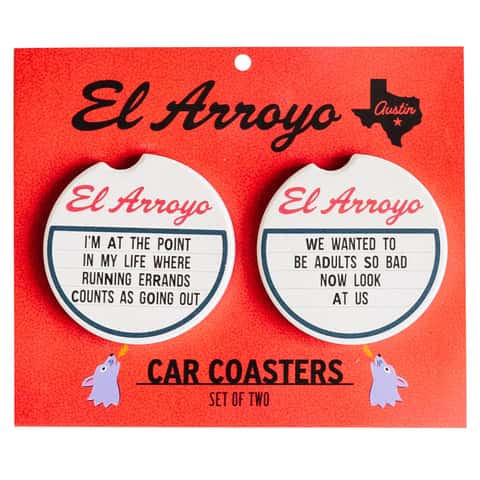 El Arroyo
Austin
El Arroyo
I'M AT THE POINT
IN MY LIFE WHERE
RUNNING ERRANDS
COUNTS AS GOING OUT
El Arroyo
WE WANTED TO
BE ADULTS SO BAD
NOW LOOK
AT US
CAR COASTERS
SET OF TWO